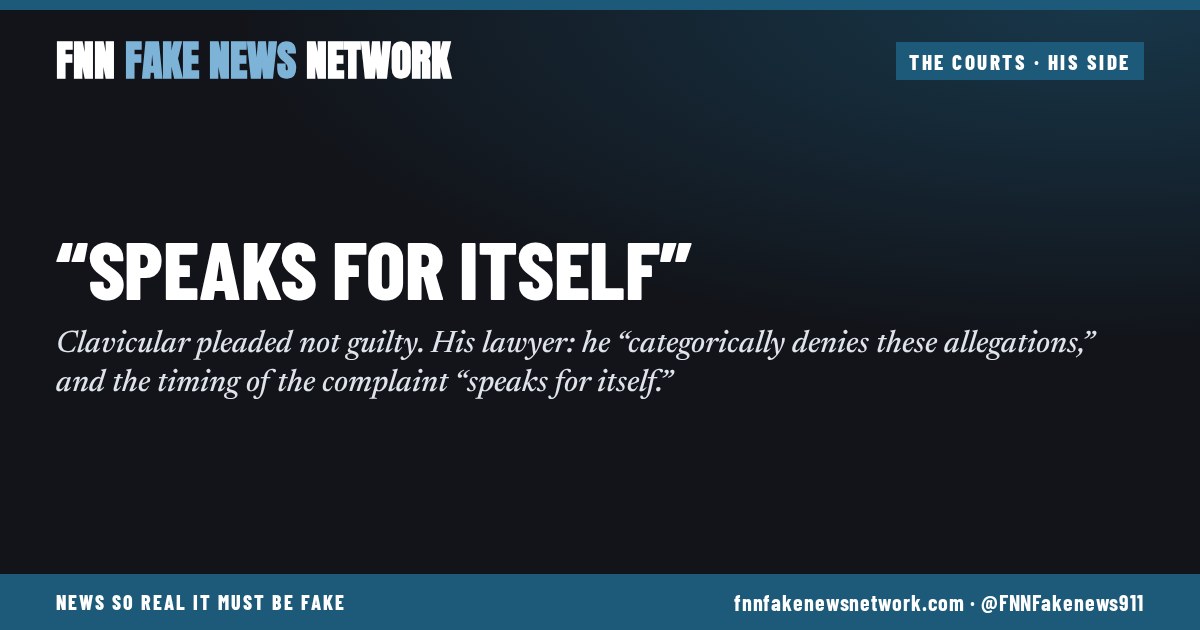 FNN FAKE NEWS NETWORK
THE COURTS · HIS SIDE
“SPEAKS FOR ITSELF”
Clavicular pleaded not guilty. His lawyer: he “categorically denies these allegations,”
and the timing of the complaint “speaks for itself.”
NEWS SO REAL IT MUST BE FAKE
fnnfakenewsnetwork.com · @FNNFakenews911